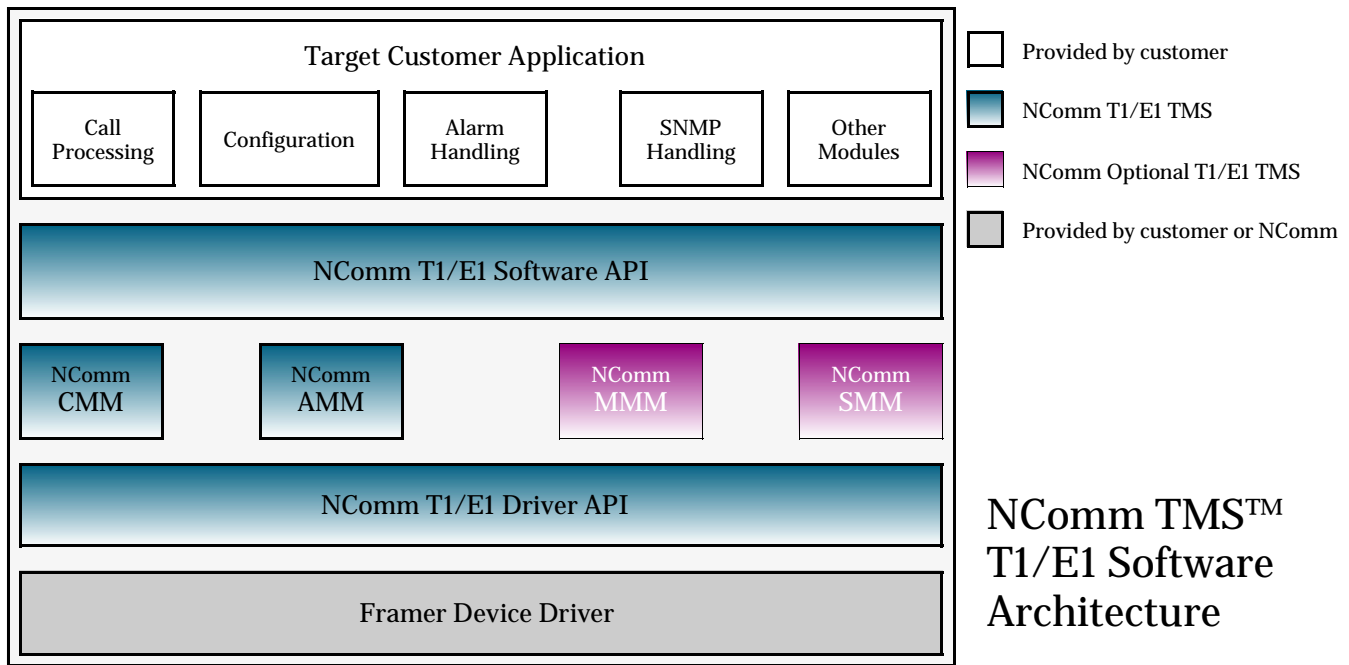 Target Customer Application
Call
Processing
Configuration
Alarm
Handling
SNMP
Handling
Other
Modules
NComm T1/E1 Software API
NComm
CMM
NComm
AMM
NComm
MMM
NComm
SMM
NComm T1/E1 Driver API
Framer Device Driver
Provided by customer
NComm T1/E1 TMS
NComm Optional T1/E1 TMS
Provided by customer or NComm
NComm TMS™
T1/E1 Software
Architecture